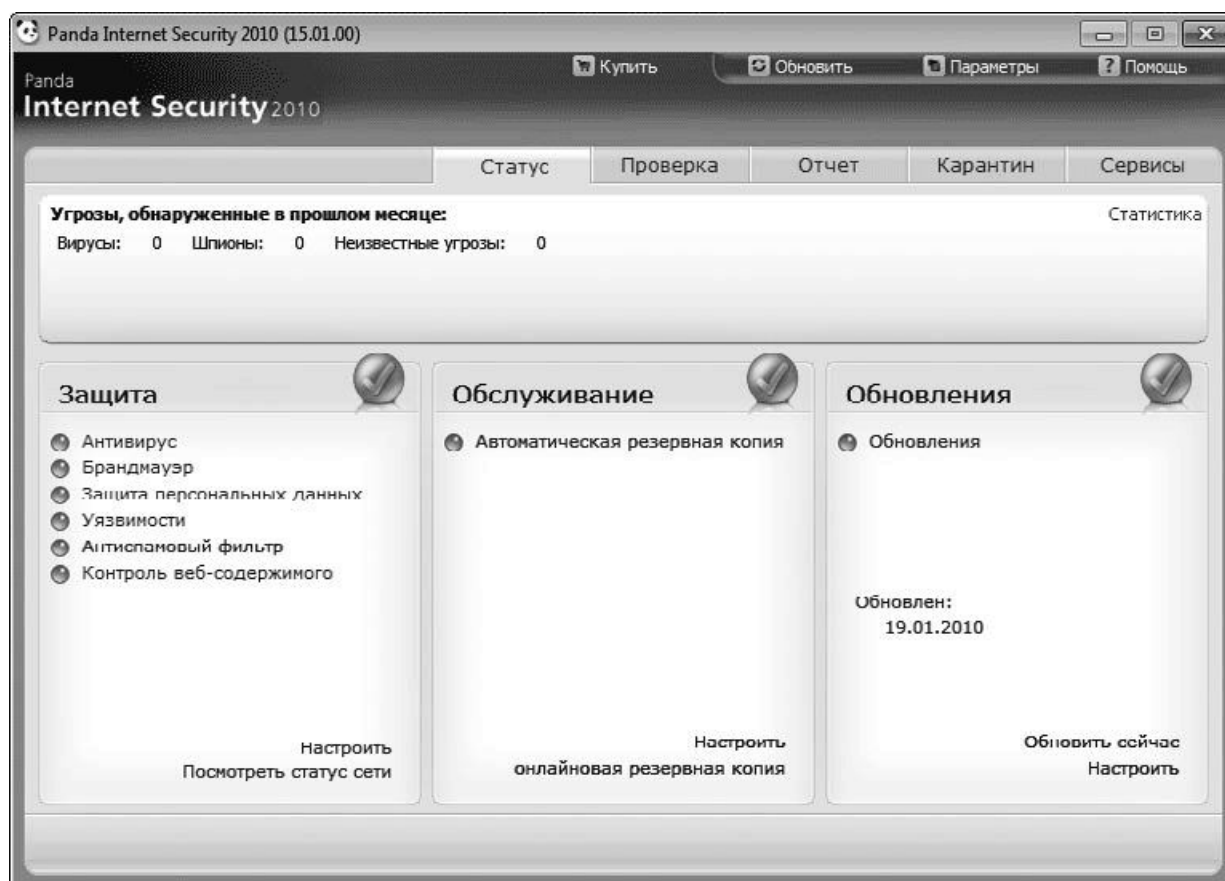 Panda Internet Security 2010 (15.01.00)
Купить
Обновить
Параметры
Помощь
Panda
Internet Security 2010
Статус
Проверка
Отчет
Карантин
Сервисы
Угрозы, обнаруженные в прошлом месяце:
Статистика
Вирусы: 0 Шпионы: 0 Неизвестные угрозы: 0
Защита
Антивирус
Брандмауэр
Защита персональных данных
Уязвимости
Антиспамовый фильтр
Контроль веб-содержимого
Настроить
Посмотреть статус сети
Обслуживание
Автоматическая резервная копия
Настроить
онлайновая резервная копия
Обновления
Обновления
Обновлен:
19.01.2010
Обновить сейчас
Настроить